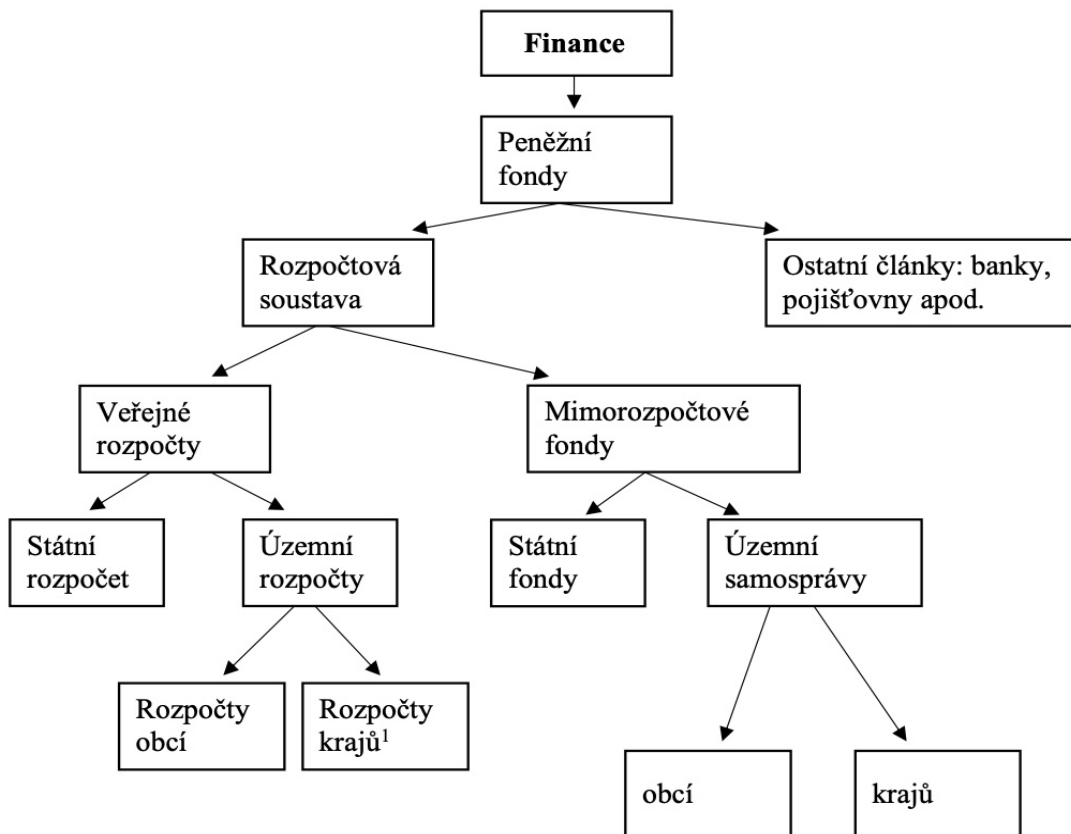 Finance
Peněžní
fondy
Rozpočtová
soustava
Ostatní články: banky,
pojišťovny apod.
Veřejné
rozpočty
Mimorozpočtové
fondy
Státní
rozpočet
Územní
rozpočty
Státní
fondy
Územní
samosprávy
Rozpočty
obcí
Rozpočty
krajů¹
obcí
krajů